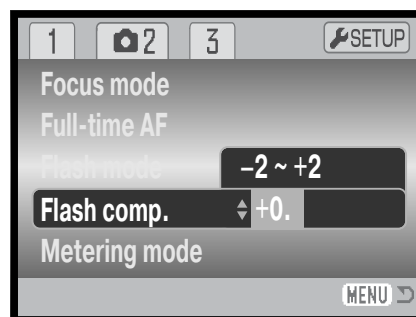 1 2 3 SETUP
Focus mode
Full-time AF
Flash mode
−2 ~ +2
Flash comp. +0.
Metering mode
MENU